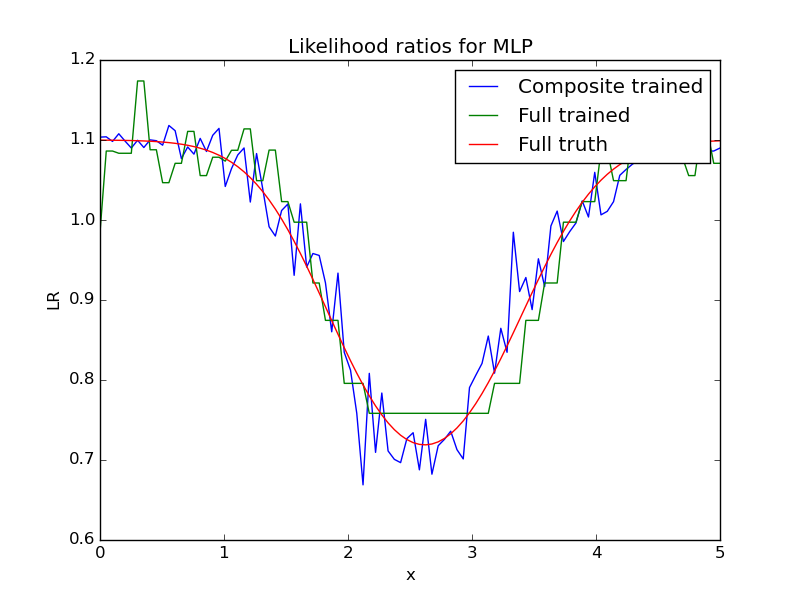 Likelihood ratios for MLP
Composite trained
Full trained
Full truth
1.2
1.1
1.0
0.9
0.8
0.7
0.6
LR
0 1 2 3 4 5
x